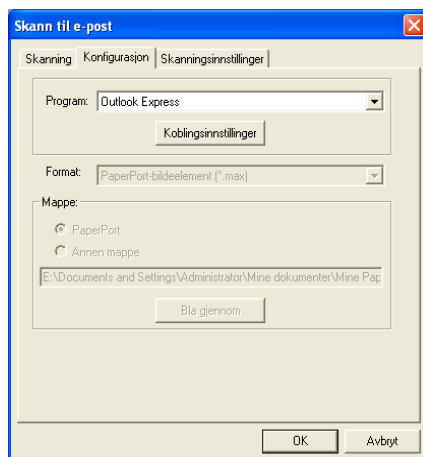 Skann til e-post
Skanning Konfigurasjon Skanningsinnstillinger
Program: Outlook Express
Koblingsinnstillinger
Format: PaperPort-bildeelement (*.max)
Mappe:
PaperPort
Annen mappe
E:\Documents and Settings\Administrator\Mine dokumenter\Mine Pap
Bla gjennom
OK Avbryt